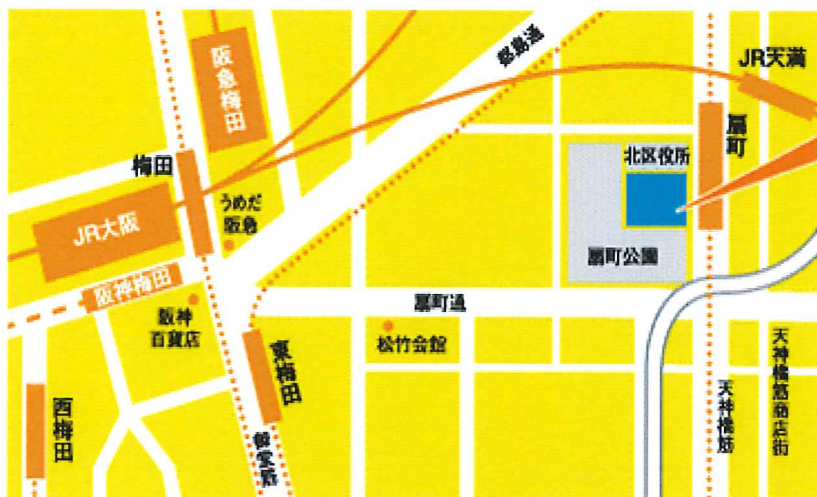 阪急梅田
都島通
JR天満
梅田
扇町
北区役所
うめだ
阪急
JR大阪
扇町公園
阪神梅田
扇町通
阪神
百貨店
松竹会館
東梅田
西梅田
御堂筋
天神橋筋
天神橋筋商店街